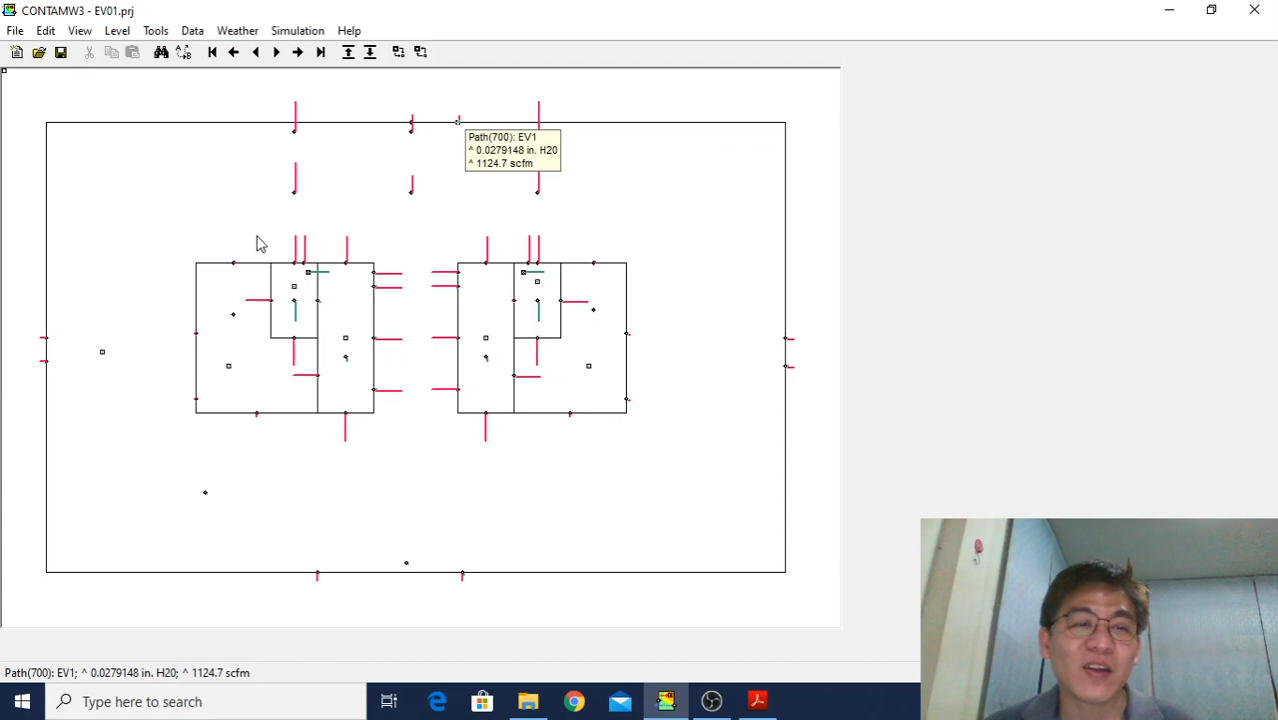 CONTAMW3 - EV01.prj
File Edit View Level Tools Data Weather Simulation Help
Path(700): EV1
^ 0.0279148 in. H20
^ 1124.7 scfm
Path(700): EV1; ^ 0.0279148 in. H20; ^ 1124.7 scfm
Type here to search